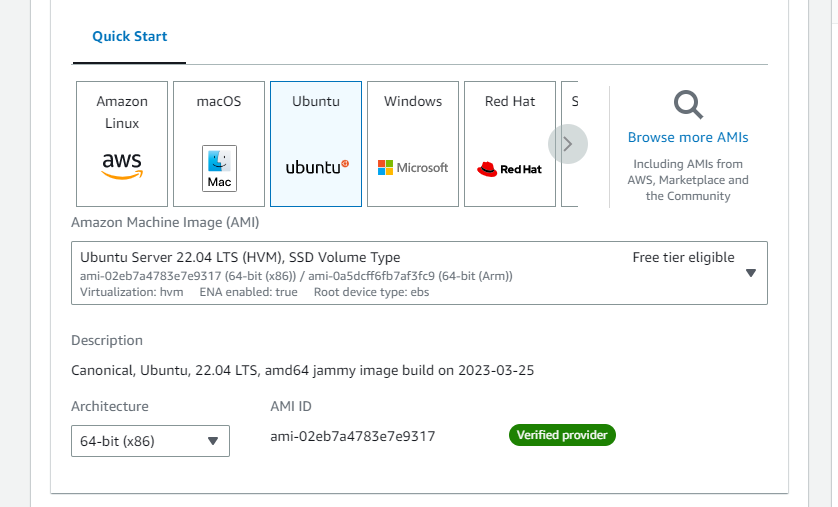 Quick Start
Amazon
Linux
aws
macOS
Mac
Ubuntu
ubuntu
Windows
Microsoft
Red Hat
Red Hat
S
Browse more AMIs
Including AMIs from
AWS, Marketplace and
the Community
Amazon Machine Image (AMI)
Ubuntu Server 22.04 LTS (HVM), SSD Volume Type
Free tier eligible
ami-02eb7a4783e7e9317 (64-bit (x86)) / ami-0a5dcff6fb7af3fc9 (64-bit (Arm))
Virtualization: hvm ENA enabled: true Root device type: ebs
Description
Canonical, Ubuntu, 22.04 LTS, amd64 jammy image build on 2023-03-25
Architecture
AMI ID
64-bit (x86)
ami-02eb7a4783e7e9317
Verified provider